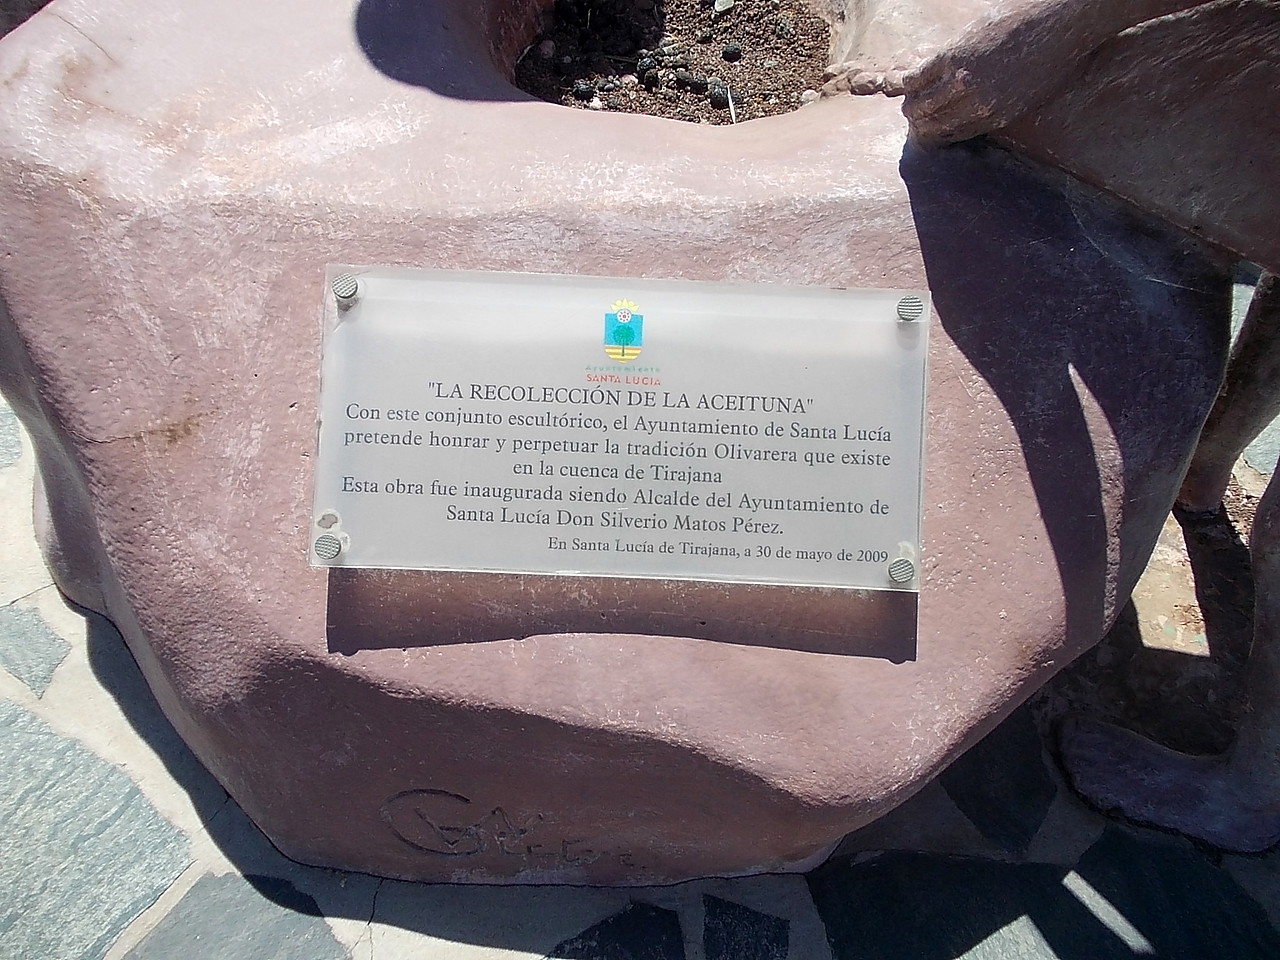 Ayuntamiento
SANTA LUCIA
"LA RECOLECCIÓN DE LA ACEITUNA"
Con este conjunto escultórico, el Ayuntamiento de Santa Lucía
pretende honrar y perpetuar la tradición Olivarera que existe
en la cuenca de Tirajana
Esta obra fue inaugurada siendo Alcalde del Ayuntamiento de
Santa Lucía Don Silverio Matos Pérez.
En Santa Lucía de Tirajana, a 30 de mayo de 2009